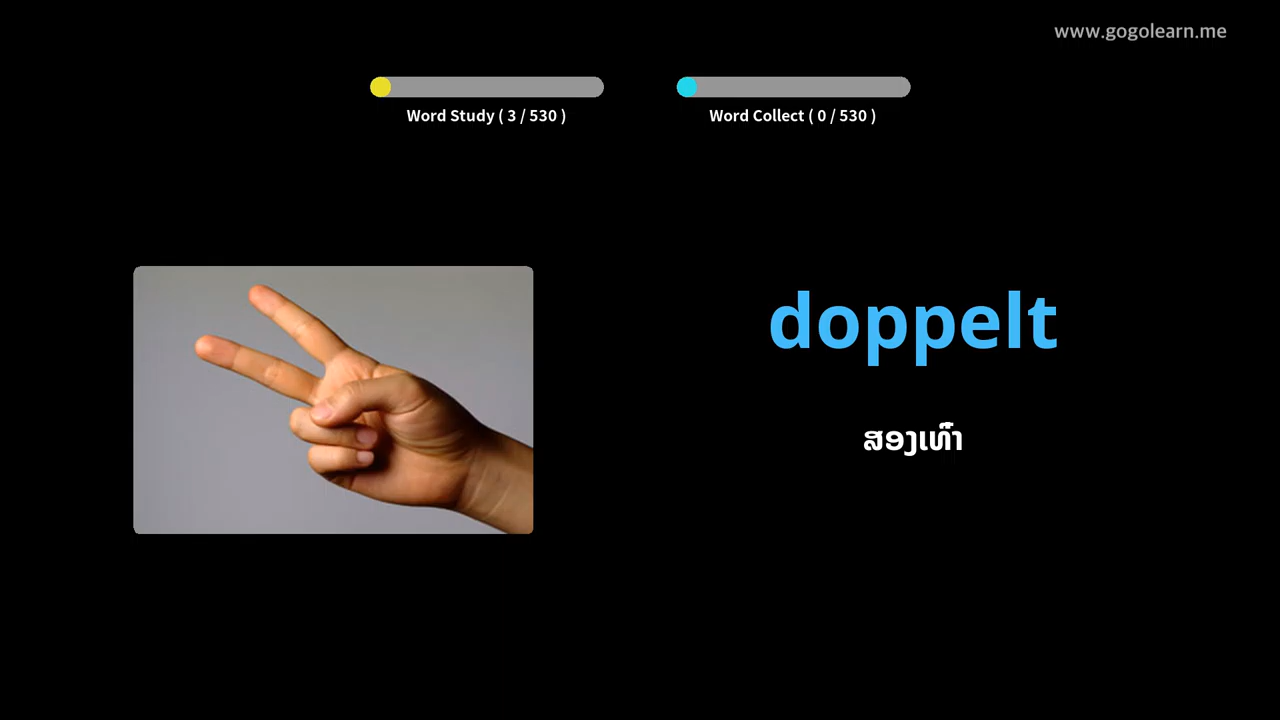 www.gogolearn.me
Word Study ( 3 / 530 )
Word Collect ( 0 / 530 )
doppelt
ສອງເທົ່າ